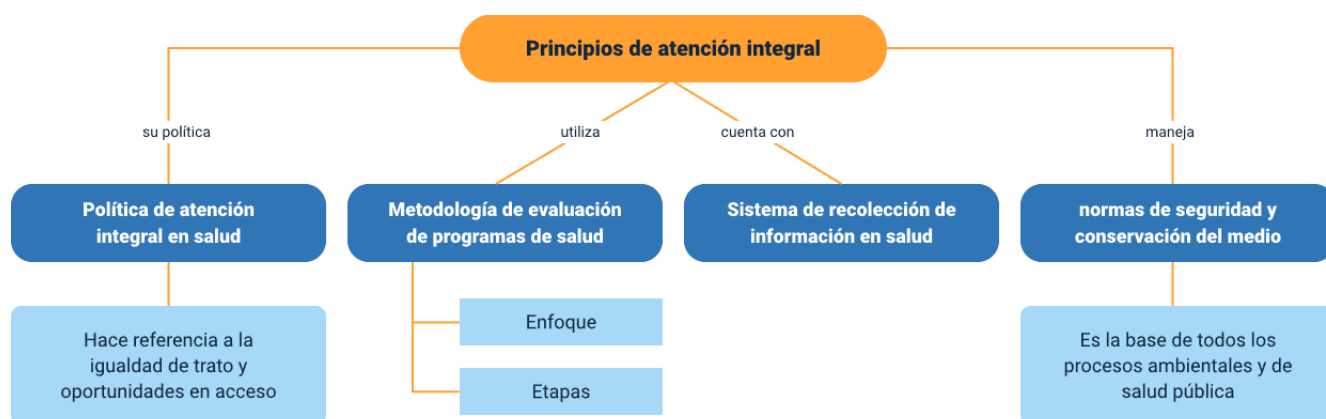 Principios de atención integral
su política
utiliza
cuenta con
maneja
Política de atención
integral en salud
Metodología de evaluación
de programas de salud
Sistema de recolección de
información en salud
normas de seguridad y
conservación del medio
Hace referencia a la
igualdad de trato y
oportunidades en acceso
Enfoque
Etapas
Es la base de todos los
procesos ambientales y de
salud pública